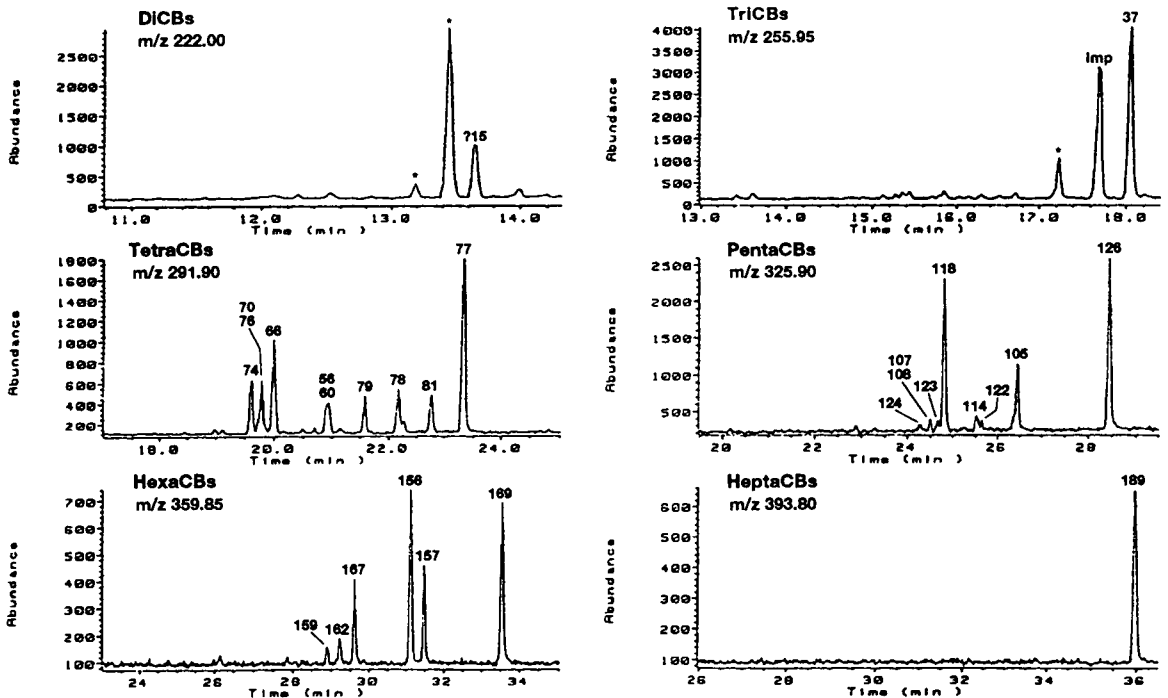 DiCBs
m/z 222.00
Abundance
2500
2000
1500
1000
500
0
*
*
?15
11.0 12.0 13.0 14.0
Time (min)
TriCBs
m/z 255.95
Abundance
4000
3500
3000
2500
2000
1500
1000
500
0
*
Imp
37
13.0 14.0 15.0 16.0 17.0 18.0
Time (min)
TetraCBs
m/z 291.90
Abundance
1800
1600
1400
1200
1000
800
600
400
200
74
70
76
66
56
60
79
78
81
77
18.0 20.0 22.0 24.0
Time (min)
PentaCBs
m/z 325.90
Abundance
2500
2000
1500
1000
500
124
107
108
123
118
114
122
105
126
20 22 24 26 28
Time (min)
HexaCBs
m/z 359.85
Abundance
700
600
500
400
300
200
100
159
162
167
156
157
169
24 26 28 30 32 34
Time (min)
HeptaCBs
m/z 393.80
Abundance
600
500
400
300
200
100
189
26 28 30 32 34 36
Time (min)